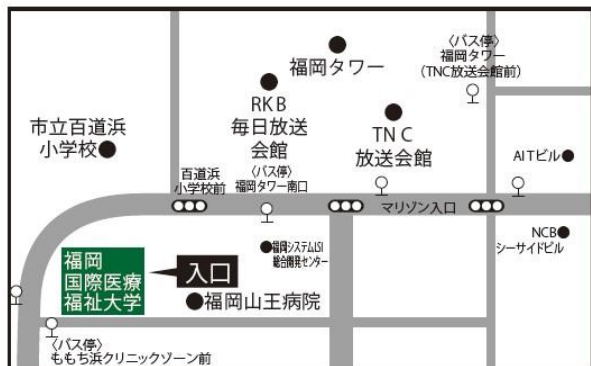 〈バス停〉
福岡タワー
(TNC放送会館前)
福岡タワー
RKB
毎日放送
会館
TNC
放送会館
市立百道浜
小学校
AITビル
百道浜
小学校前
〈バス停〉
福岡タワー南口
マリゾン入口
NCB
シーサイドビル
福岡システムLSI
総合開発センター
福岡
国際医療
福祉大学
入口
福岡山王病院
〈バス停〉
ももち浜クリニックゾーン前